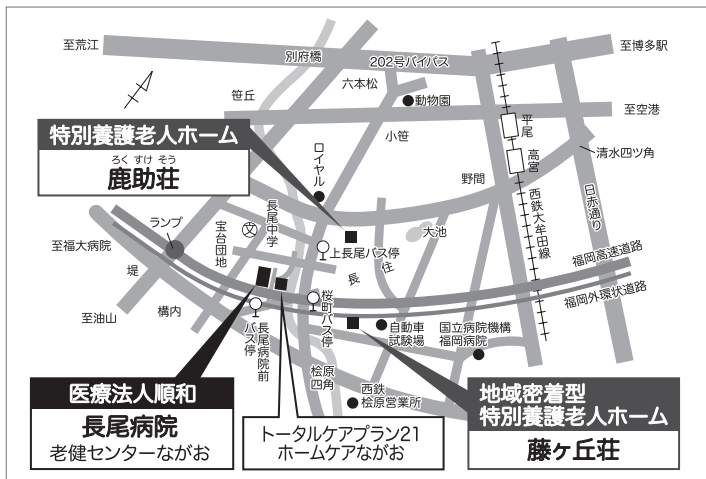 至荒江
別府橋
202号バイパス
至博多駅
六本松
笹丘
動物園
至空港
特別養護老人ホーム
ろくすけそう
鹿助荘
小笹
平尾
高宮
清水四ツ角
ロイヤル
野間
西鉄大牟田線
日赤通り
ランプ
宝台団地
長尾中学
文
大池
至福大病院
上長尾バス停
長住
福岡高速道路
堤
福岡外環状道路
構内
桜町バス停
至油山
長尾病院前
バス停
自動車
試験場
国立病院機構
福岡病院
桧原
四角
西鉄
桧原営業所
医療法人順和
長尾病院
老健センターながお
トータルケアプラン21
ホームケアながお
地域密着型
特別養護老人ホーム
藤ヶ丘荘